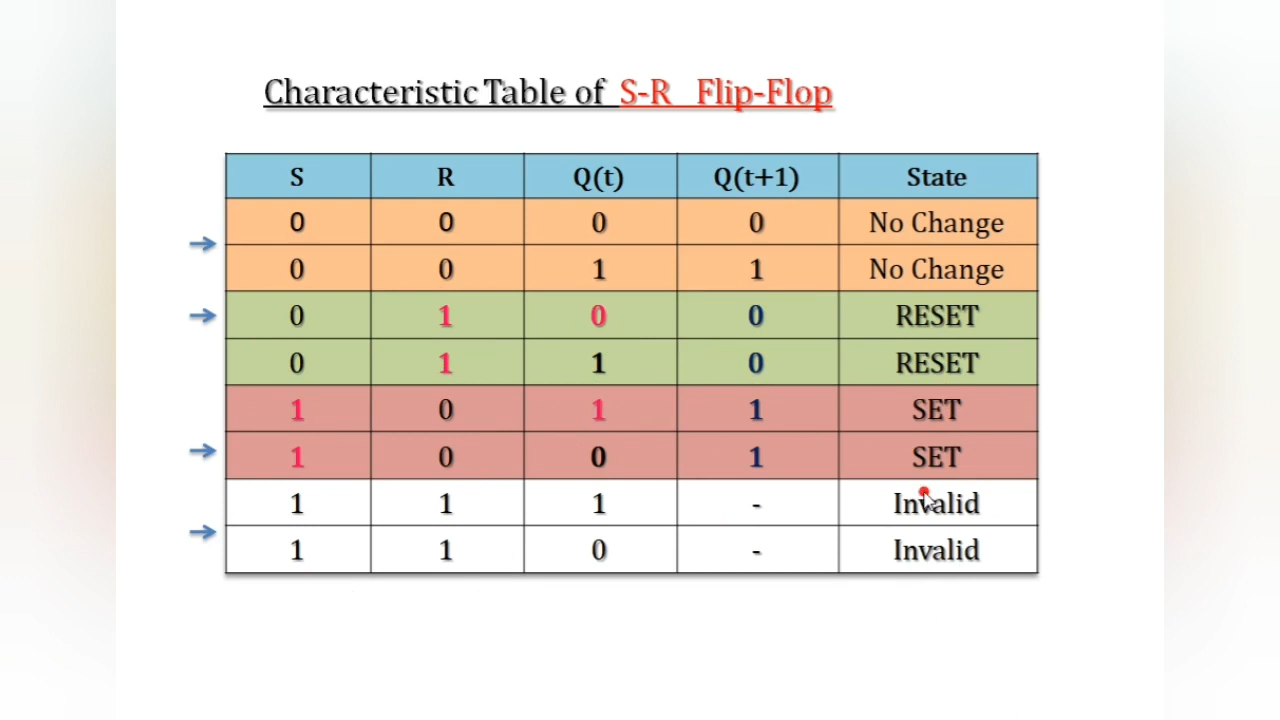 Characteristic Table of S-R Flip-Flop
S R Q(t) Q(t+1) State
0 0 0 0 No Change
0 0 1 1 No Change
0 1 0 0 RESET
0 1 1 0 RESET
1 0 1 1 SET
1 0 0 1 SET
1 1 1 - Invalid
1 1 0 - Invalid